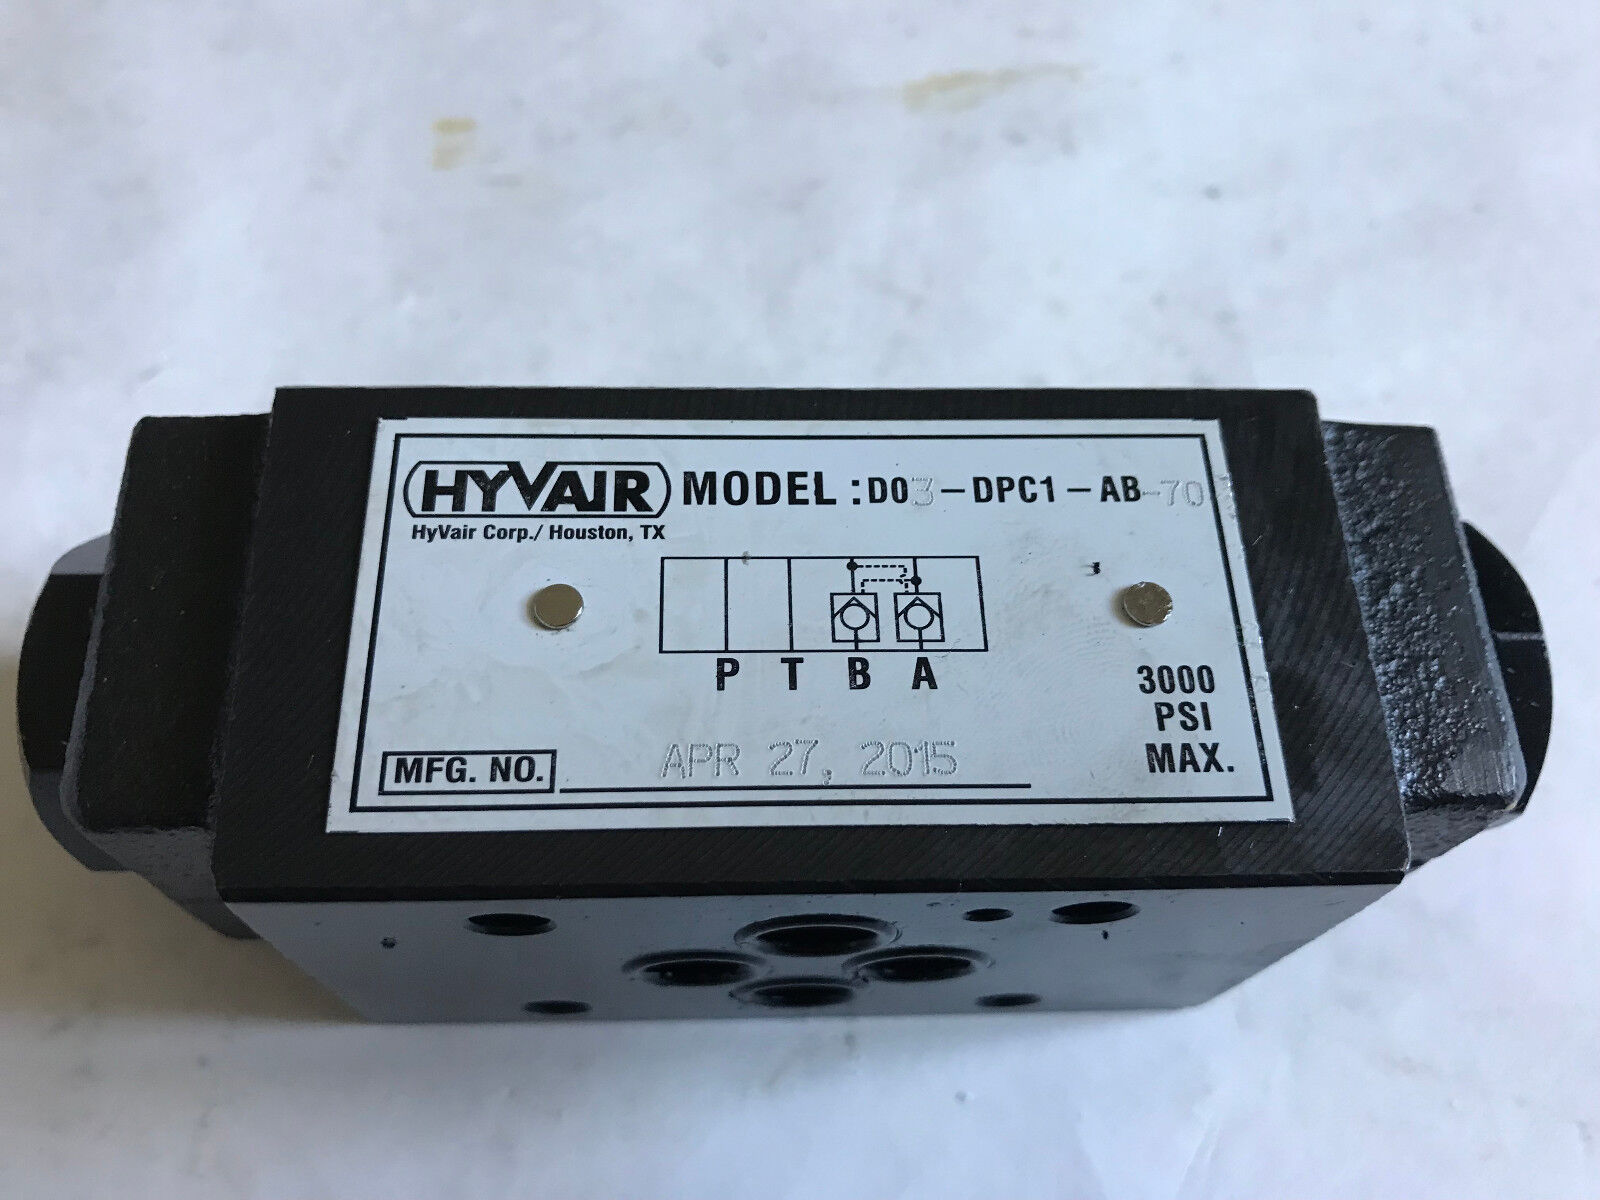 HYVAIR MODEL: D03-DPC1-AB-70
HyVair Corp./ Houston, TX
P T B A
3000
PSI
MAX.
MFG. NO. APR 27, 2015